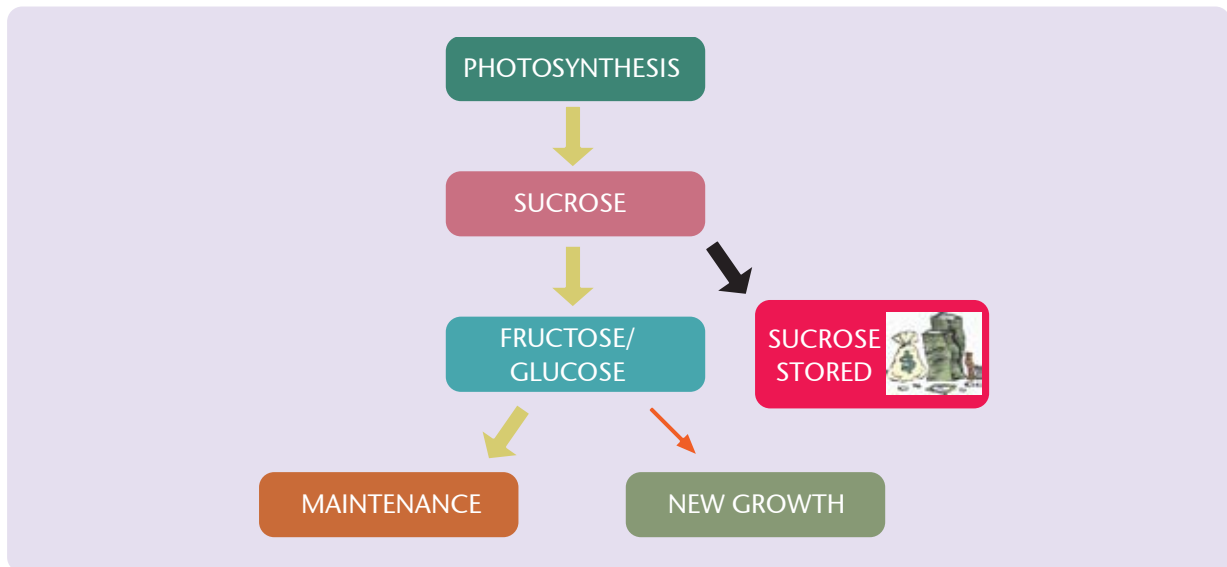 PHOTOSYNTHESIS
SUCROSE
FRUCTOSE/
GLUCOSE
SUCROSE
STORED
$
MAINTENANCE
NEW GROWTH